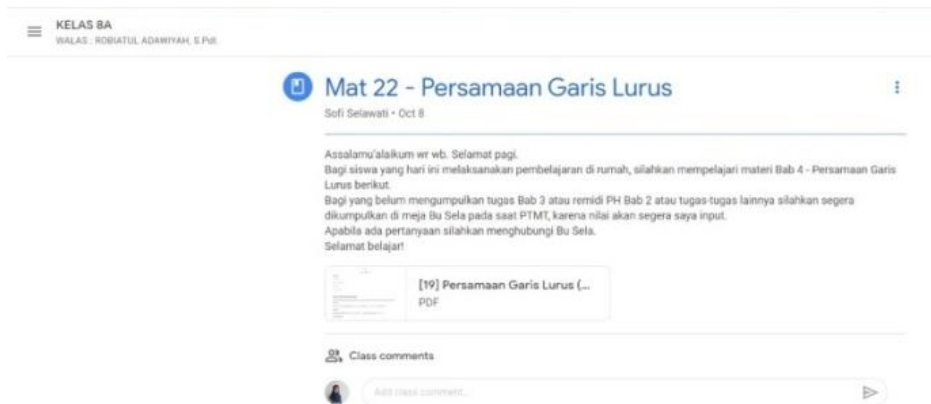 KELAS 8A
WALAS : ROBIATUL ADAWIYAH, S.Pd
Mat 22 - Persamaan Garis Lurus
Sofi Selawati • Oct 8
Assalamu'alaikum wr wb. Selamat pagi.
Bagi siswa yang hari ini melaksanakan pembelajaran di rumah, silahkan mempelajari materi Bab 4 - Persamaan Garis
Lurus berikut.
Bagi yang belum mengumpulkan tugas Bab 3 atau remidi PH Bab 2 atau tugas-tugas lainnya silahkan segera
dikumpulkan di meja Bu Sela pada saat PTMT, karena nilai akan segera saya input.
Apabila ada pertanyaan silahkan menghubungi Bu Sela.
Selamat belajar!
[19] Persamaan Garis Lurus (...
PDF
Class comments
Add class comment...